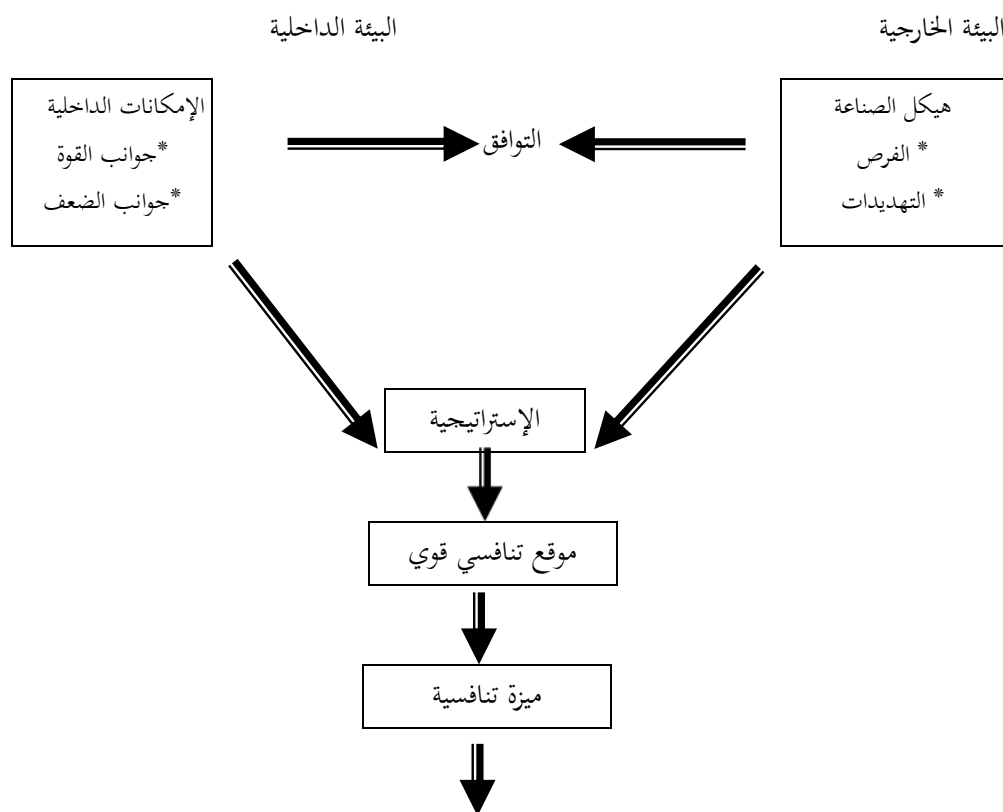 البيئة الخارجية
البيئة الداخلية
هيكل الصناعة
* الفرص
* التهديدات
التوافق
الإمكانات الداخلية
*جوانب القوة
*جوانب الضعف
الإستراتيجية
موقع تنافسي قوي
ميزة تنافسية